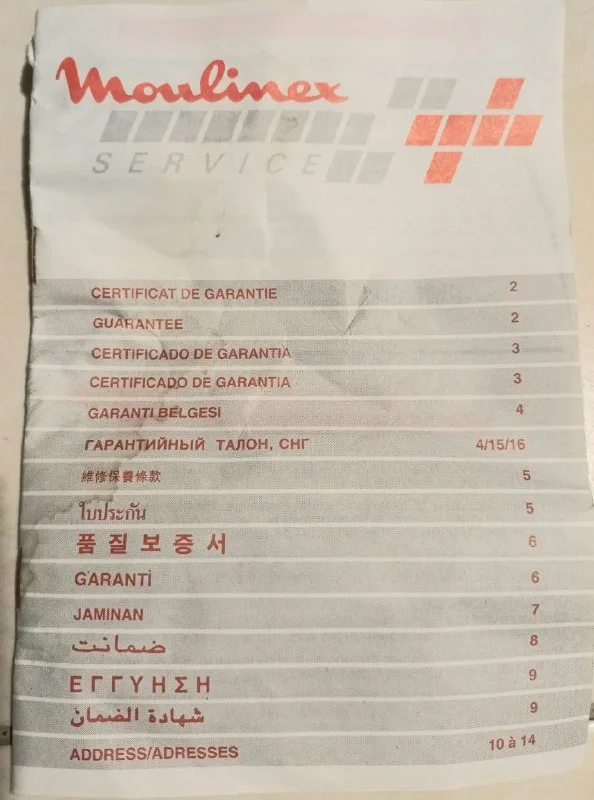 Moulinex
SERVICE
CERTIFICAT DE GARANTIE 2
GUARANTEE 2
CERTIFICADO DE GARANTIA 3
CERTIFICADO DE GARANTIA 3
GARANTI BELGESI 4
ГАРАНТИЙНЫЙ ТАЛОН, СНГ 4/15/16
維修保養條款 5
ใบประกัน 5
품질보증서 6
GARANTİ 6
JAMINAN 7
ضمانت 8
ΕΓΓΥΗΣΗ 9
شهادة الضمان 9
ADDRESS/ADRESSES 10 à 14